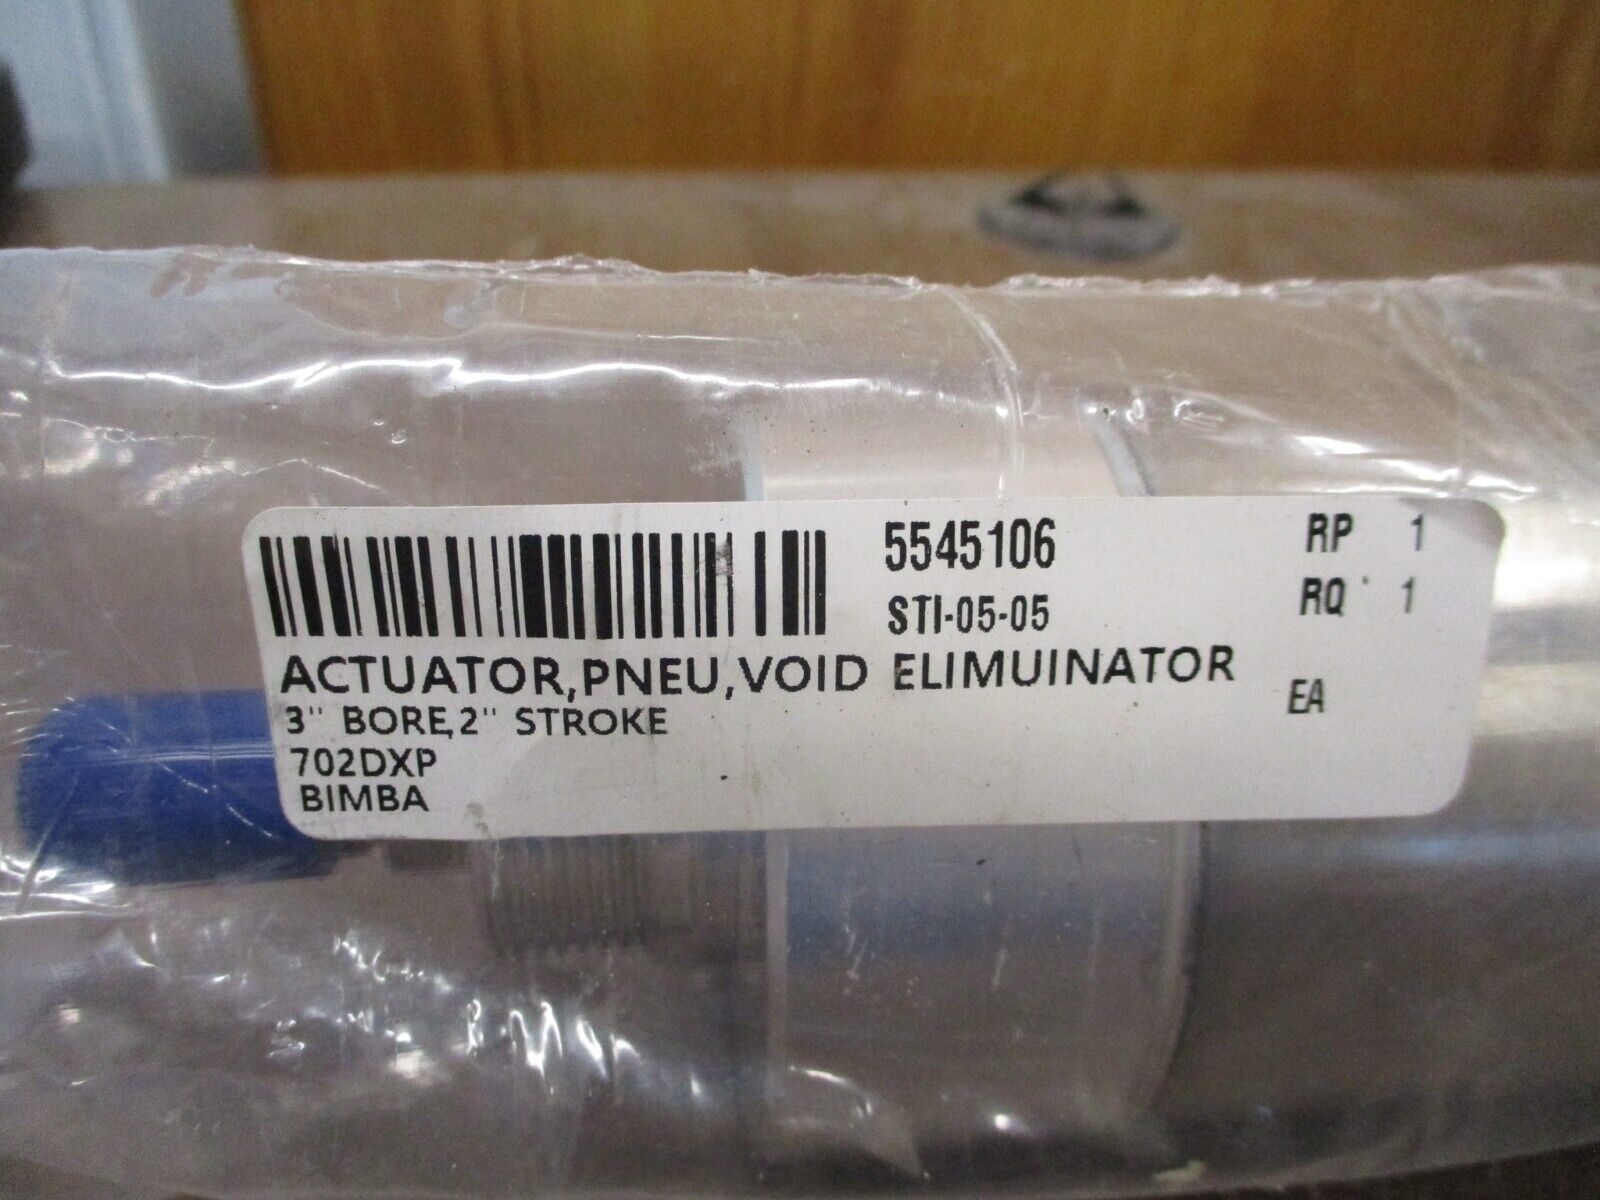 5545106 RP 1
STI-05-05 RQ 1
ACTUATOR,PNEU,VOID ELIMUINATOR
EA
3" BORE,2" STROKE
702DXP
BIMBA